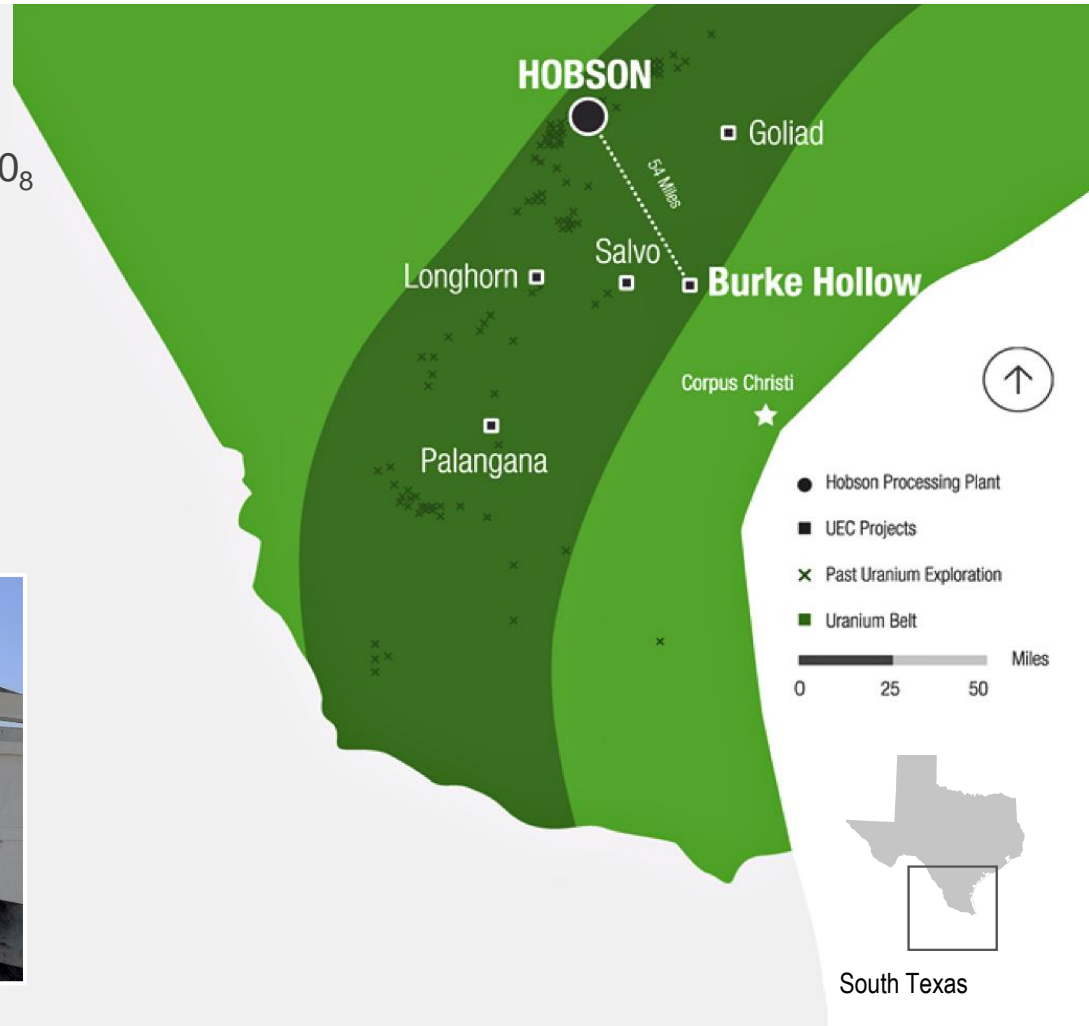 O₈
HOBSON
Goliad
54 Miles
Salvo
Longhorn
Burke Hollow
Corpus Christi
Palangana
Hobson Processing Plant
UEC Projects
Past Uranium Exploration
Uranium Belt
Miles
0 25 50
South Texas